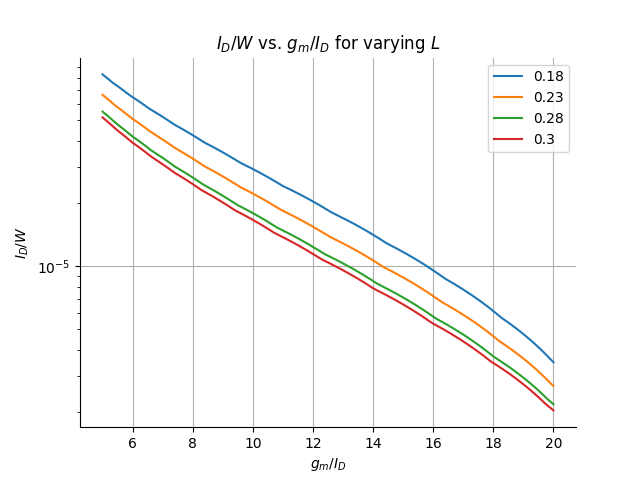 I_D/W vs. g_m/I_D for varying L
0.18
0.23
0.28
0.3
I_D/W
10^−5
6 8 10 12 14 16 18 20
g_m/I_D